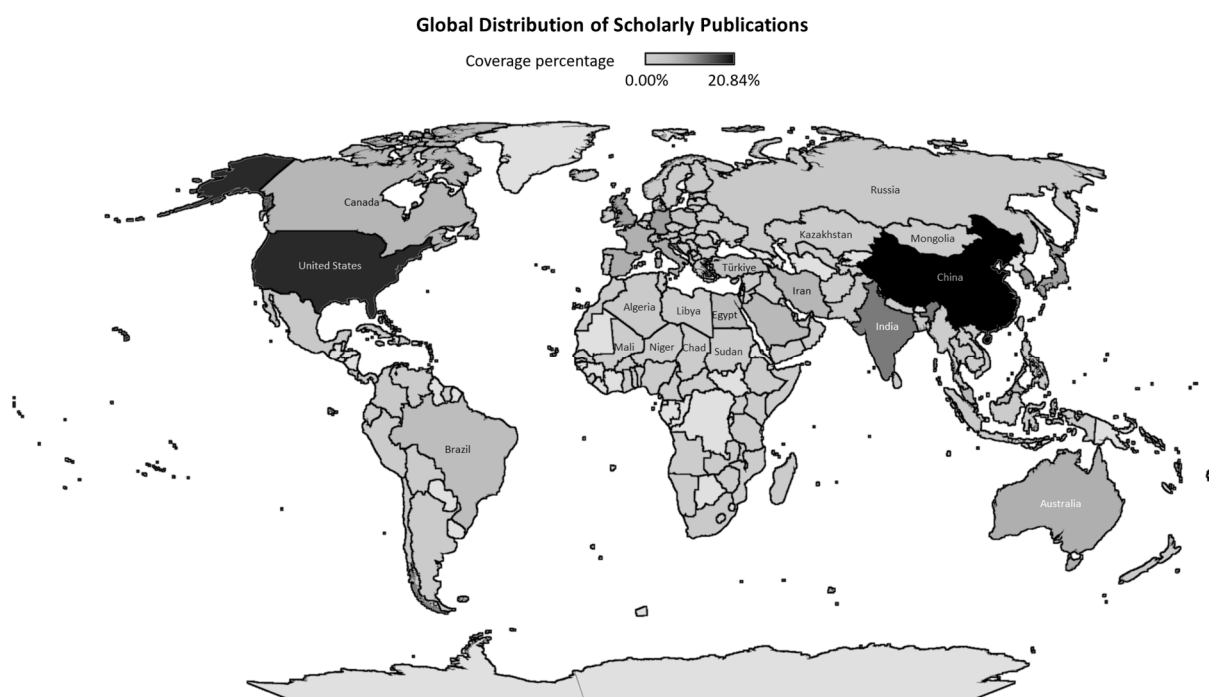 Global Distribution of Scholarly Publications
Coverage percentage
0.00% 20.84%
Canada
Russia
Kazakhstan
Mongolia
United States
Türkiye
China
Iran
Algeria
Libya
Egypt
India
Mali
Niger
Chad
Sudan
Brazil
Australia